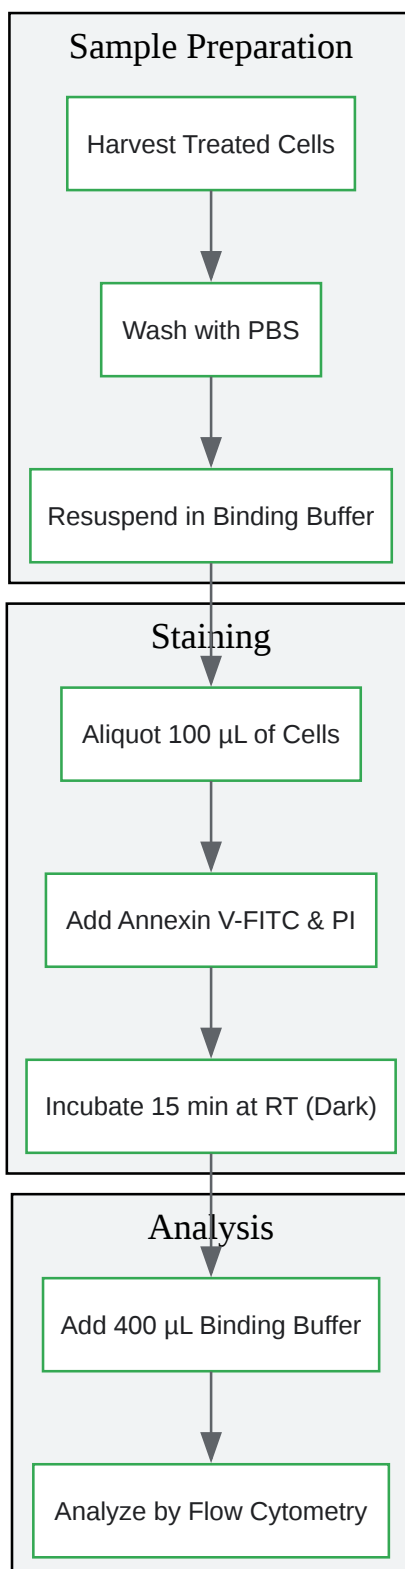 Sample Preparation
Harvest Treated Cells
Wash with PBS
Resuspend in Binding Buffer
Staining
Aliquot 100 µL of Cells
Add Annexin V-FITC & PI
Incubate 15 min at RT (Dark)
Analysis
Add 400 µL Binding Buffer
Analyze by Flow Cytometry